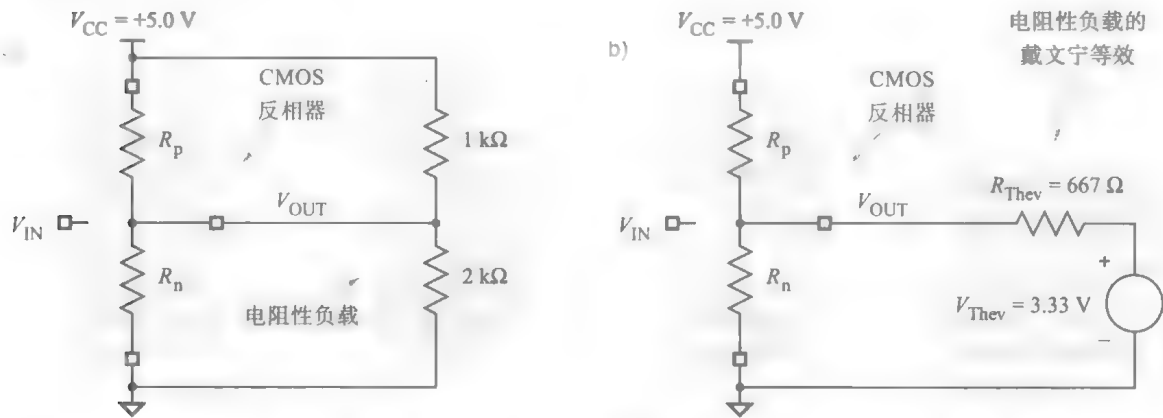 V_CC = +5.0 V
CMOS
反相器
R_p
1 kΩ
V_IN
V_OUT
R_n
2 kΩ
电阻性负载
b)
V_CC = +5.0 V
电阻性负载的
戴文宁等效
CMOS
反相器
R_p
R_Thev = 667 Ω
V_IN
V_OUT
R_n
+
V_Thev = 3.33 V
−